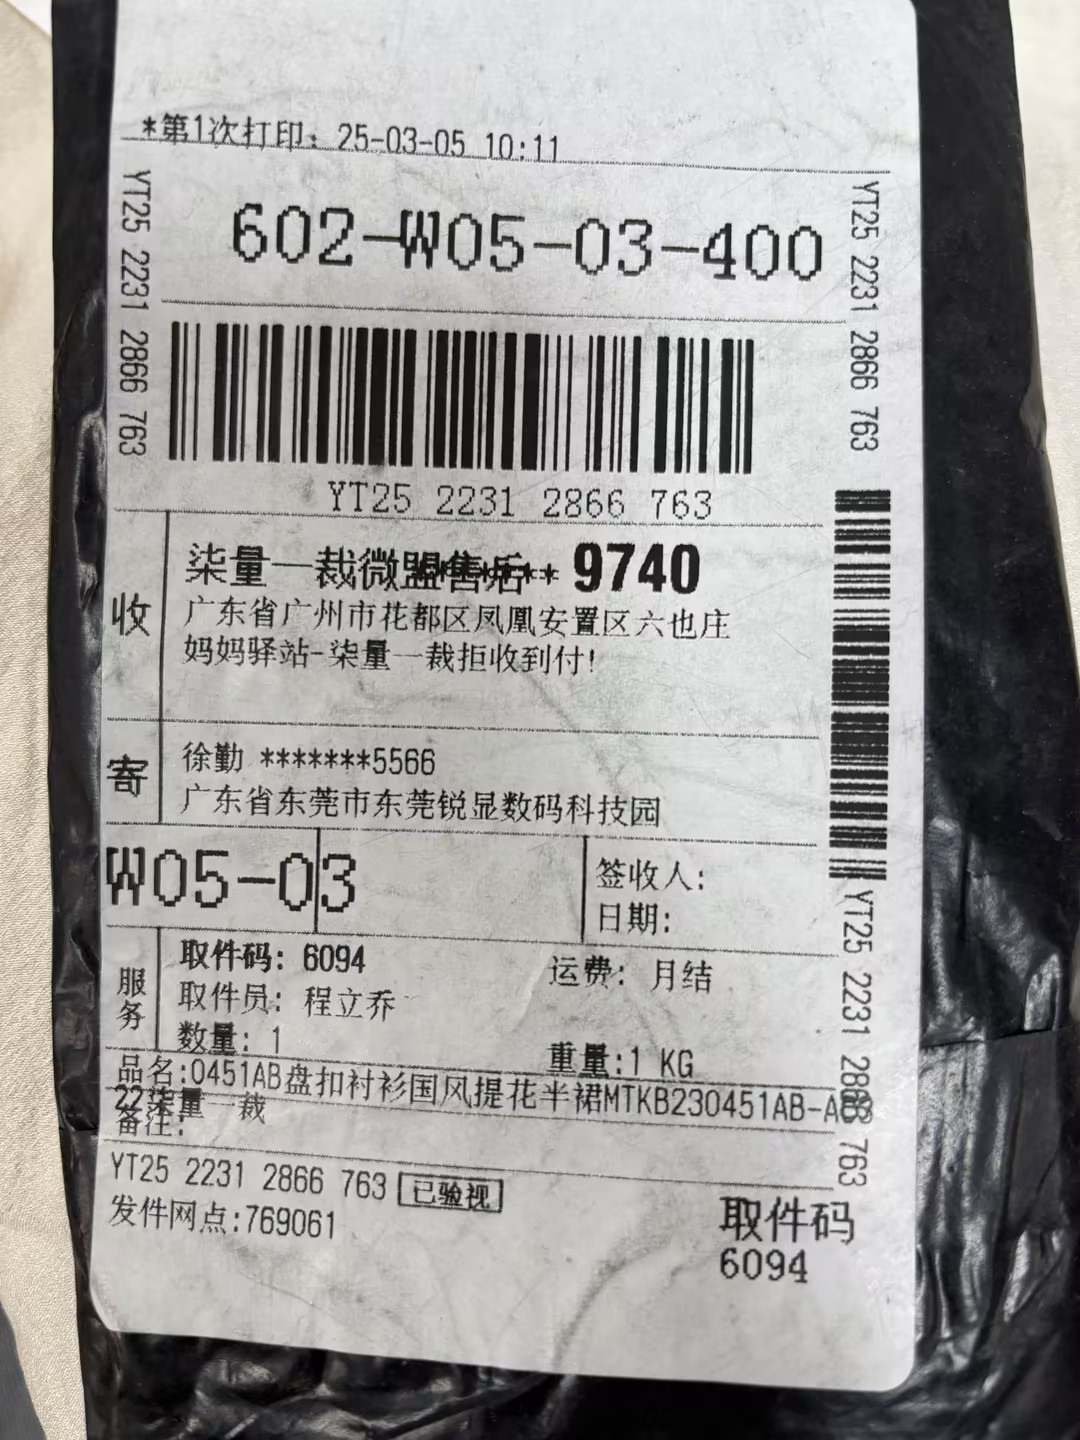 *第1次打印: 25-03-05 10:11
602-W05-03-400
YT25 2231 2866 763
YT25 2231 2866 763
YT25 2231 2866 763
收
柒量一裁微盟售后 9740
广东省广州市花都区凤凰安置区六也庄
妈妈驿站-柒量一裁拒收到付!
寄
徐勤 *******5566
广东省东莞市东莞锐显数码科技园
W05-03
签收人:
日期:
服务
取件码: 6094
运费: 月结
取件员: 程立乔
数量: 1
重量:1 KG
品名:0451AB盘扣衬衫国风提花半裙MTKB230451AB-A
22柒量一裁
备注:
YT25 2231 2866 763
YT25 2231 2866 763 已验视
发件网点:769061
取件码
6094